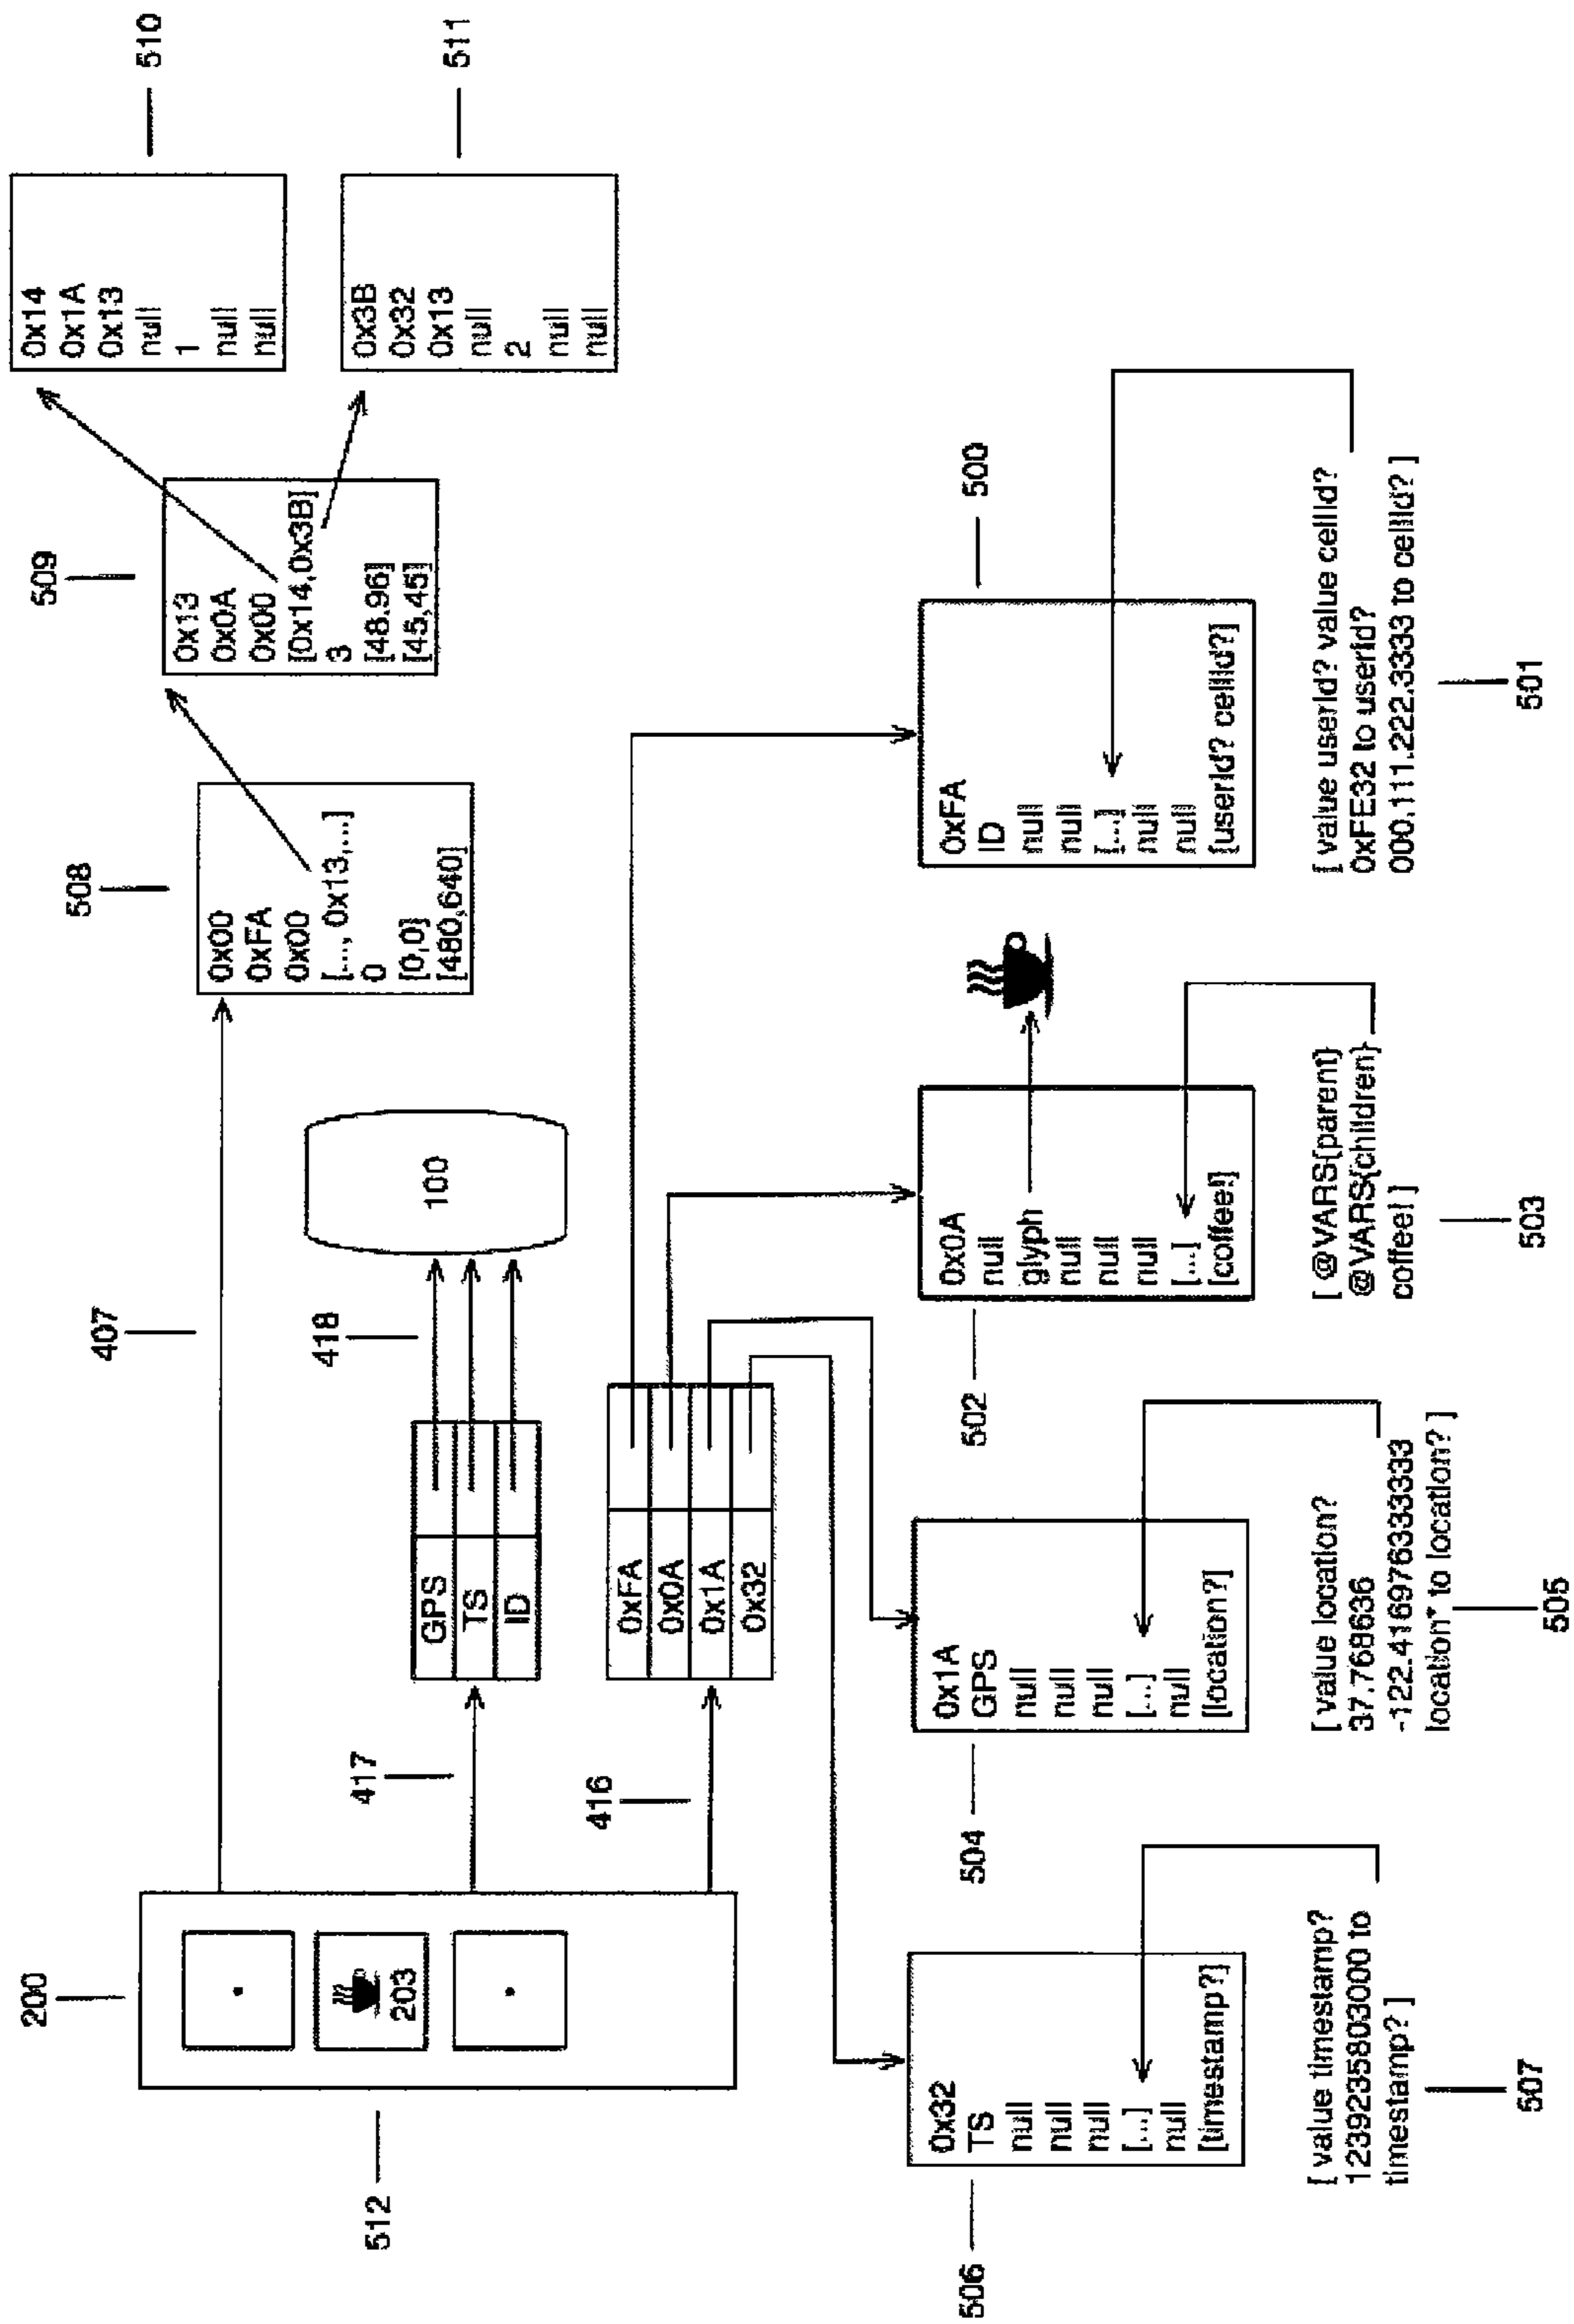 510
0x14
0x1A
0x13
null
1
null
null
511
0x3B
0x32
0x13
null
2
null
null
509
0x13
0x0A
0x00
[0x14,0x3B]
3
[48,96]
[45,45]
508
0x00
0xFA
0x00
[..., 0x13,...]
0
[0,0]
[480,640]
407
418
100
417
GPS
TS
ID
416
0xFA
0x0A
0x1A
0x32
200
203
512
506
0x32
TS
null
null
null
[...]
null
[timestamp?]
[ value timestamp?
1239235803000 to
timestamp? ]
507
504
0x1A
GPS
null
null
null
[...]
null
[location?]
[ value location?
37.768636
-122.416976333333
location* to location? ]
505
502
0x0A
null
glyph
null
null
null
[...]
[coffee!]
[ @VARS{parent}
@VARS{children}
coffee! ]
503
500
0xFA
ID
null
null
[...]
null
null
[userId? cellId?]
[ value userId? value cellId?
0xFE32 to userId?
000.111.222.3333 to cellId? ]
501